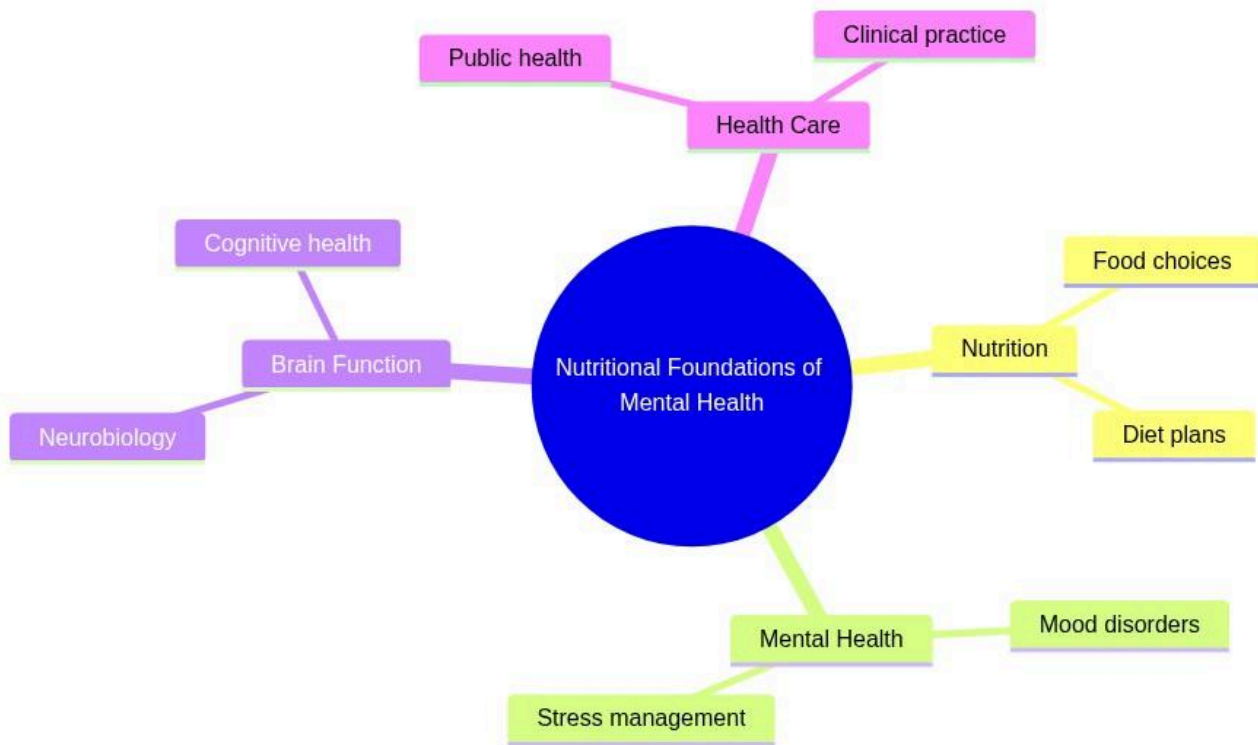 Clinical practice
Public health
Health Care
Cognitive health
Food choices
Nutrition
Brain Function
Nutritional Foundations of
Mental Health
Diet plans
Neurobiology
Mood disorders
Mental Health
Stress management